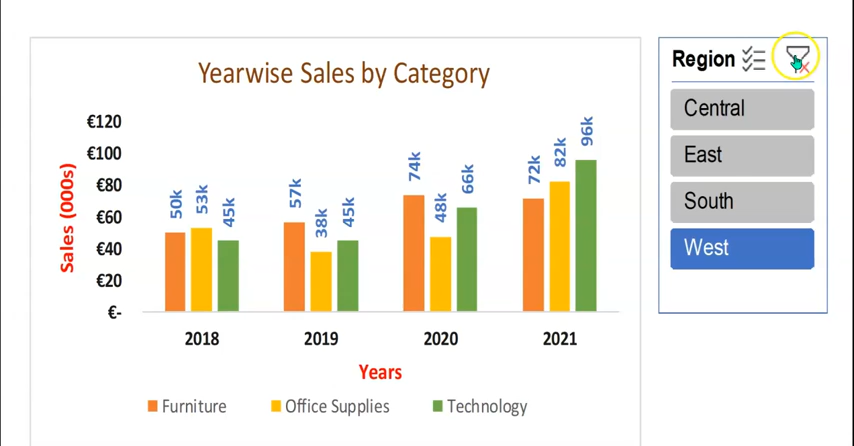 Yearwise Sales by Category
Sales (000s)
€120
€100
€80
€60
€40
€20
€-
50k 53k 45k 57k 38k 45k 74k 48k 66k 72k 82k 96k
2018 2019 2020 2021
Years
Furniture Office Supplies Technology
Region
Central
East
South
West